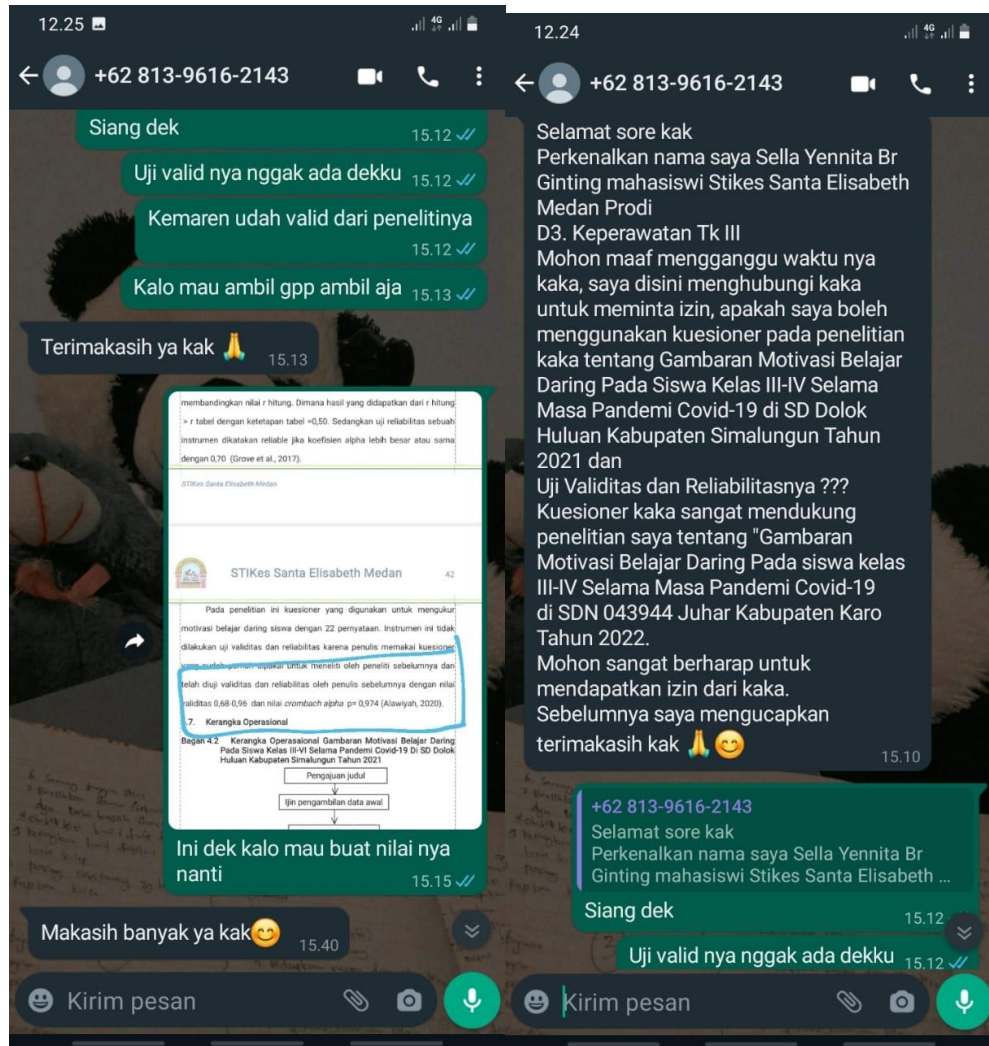 12.25
4G
+62 813-9616-2143
Siang dek
15.12
Uji valid nya nggak ada dekku 15.12
Kemaren udah valid dari penelitinya
15.12
Kalo mau ambil gpp ambil aja 15.13
Terimakasih ya kak 🙏 15.13
membandingkan nilai r hitung. Dimana hasil yang didapatkan dari r hitung
> r tabel dengan ketetapan tabel =0,50. Sedangkan uji reliabilitas sebuah
instrumen dikatakan reliable jika koefisien alpha lebih besar atau sama
dengan 0,70 (Grove et al., 2017).
STIKes Santa Elisabeth Medan
STIKes Santa Elisabeth Medan 42
Pada penelitian ini kuesioner yang digunakan untuk mengukur
motivasi belajar daring siswa dengan 22 pernyataan. Instrumen ini tidak
dilakukan uji validitas dan reliabilitas karena penulis memakai kuesioner
yang sudah pernah dipakai untuk meneliti oleh peneliti sebelumnya dan
telah diuji validitas dan reliabilitas oleh penulis sebelumnya dengan nilai
validitas 0,68-0,96 dan nilai crombach alpha p= 0,974 (Alawiyah, 2020).
.7. Kerangka Operasional
Bagan 4.2 Kerangka Operasaional Gambaran Motivasi Belajar Daring
Pada Siswa Kelas III-VI Selama Pandemi Covid-19 Di SD Dolok
Huluan Kabupaten Simalungun Tahun 2021
Pengajuan judul
Ijin pengambilan data awal
Ini dek kalo mau buat nilai nya
nanti
15.15
Makasih banyak ya kak😊 15.40
Kirim pesan
12.24
4G
+62 813-9616-2143
Selamat sore kak
Perkenalkan nama saya Sella Yennita Br
Ginting mahasiswi Stikes Santa Elisabeth
Medan Prodi
D3. Keperawatan Tk III
Mohon maaf mengganggu waktu nya
kaka, saya disini menghubungi kaka
untuk meminta izin, apakah saya boleh
menggunakan kuesioner pada penelitian
kaka tentang Gambaran Motivasi Belajar
Daring Pada Siswa Kelas III-IV Selama
Masa Pandemi Covid-19 di SD Dolok
Huluan Kabupaten Simalungun Tahun
2021 dan
Uji Validitas dan Reliabilitasnya ???
Kuesioner kaka sangat mendukung
penelitian saya tentang "Gambaran
Motivasi Belajar Daring Pada siswa kelas
III-IV Selama Masa Pandemi Covid-19
di SDN 043944 Juhar Kabupaten Karo
Tahun 2022.
Mohon sangat berharap untuk
mendapatkan izin dari kaka.
Sebelumnya saya mengucapkan
terimakasih kak 🙏😊
15.10
+62 813-9616-2143
Selamat sore kak
Perkenalkan nama saya Sella Yennita Br
Ginting mahasiswi Stikes Santa Elisabeth ...
Siang dek
15.12
Uji valid nya nggak ada dekku 15.12
Kirim pesan